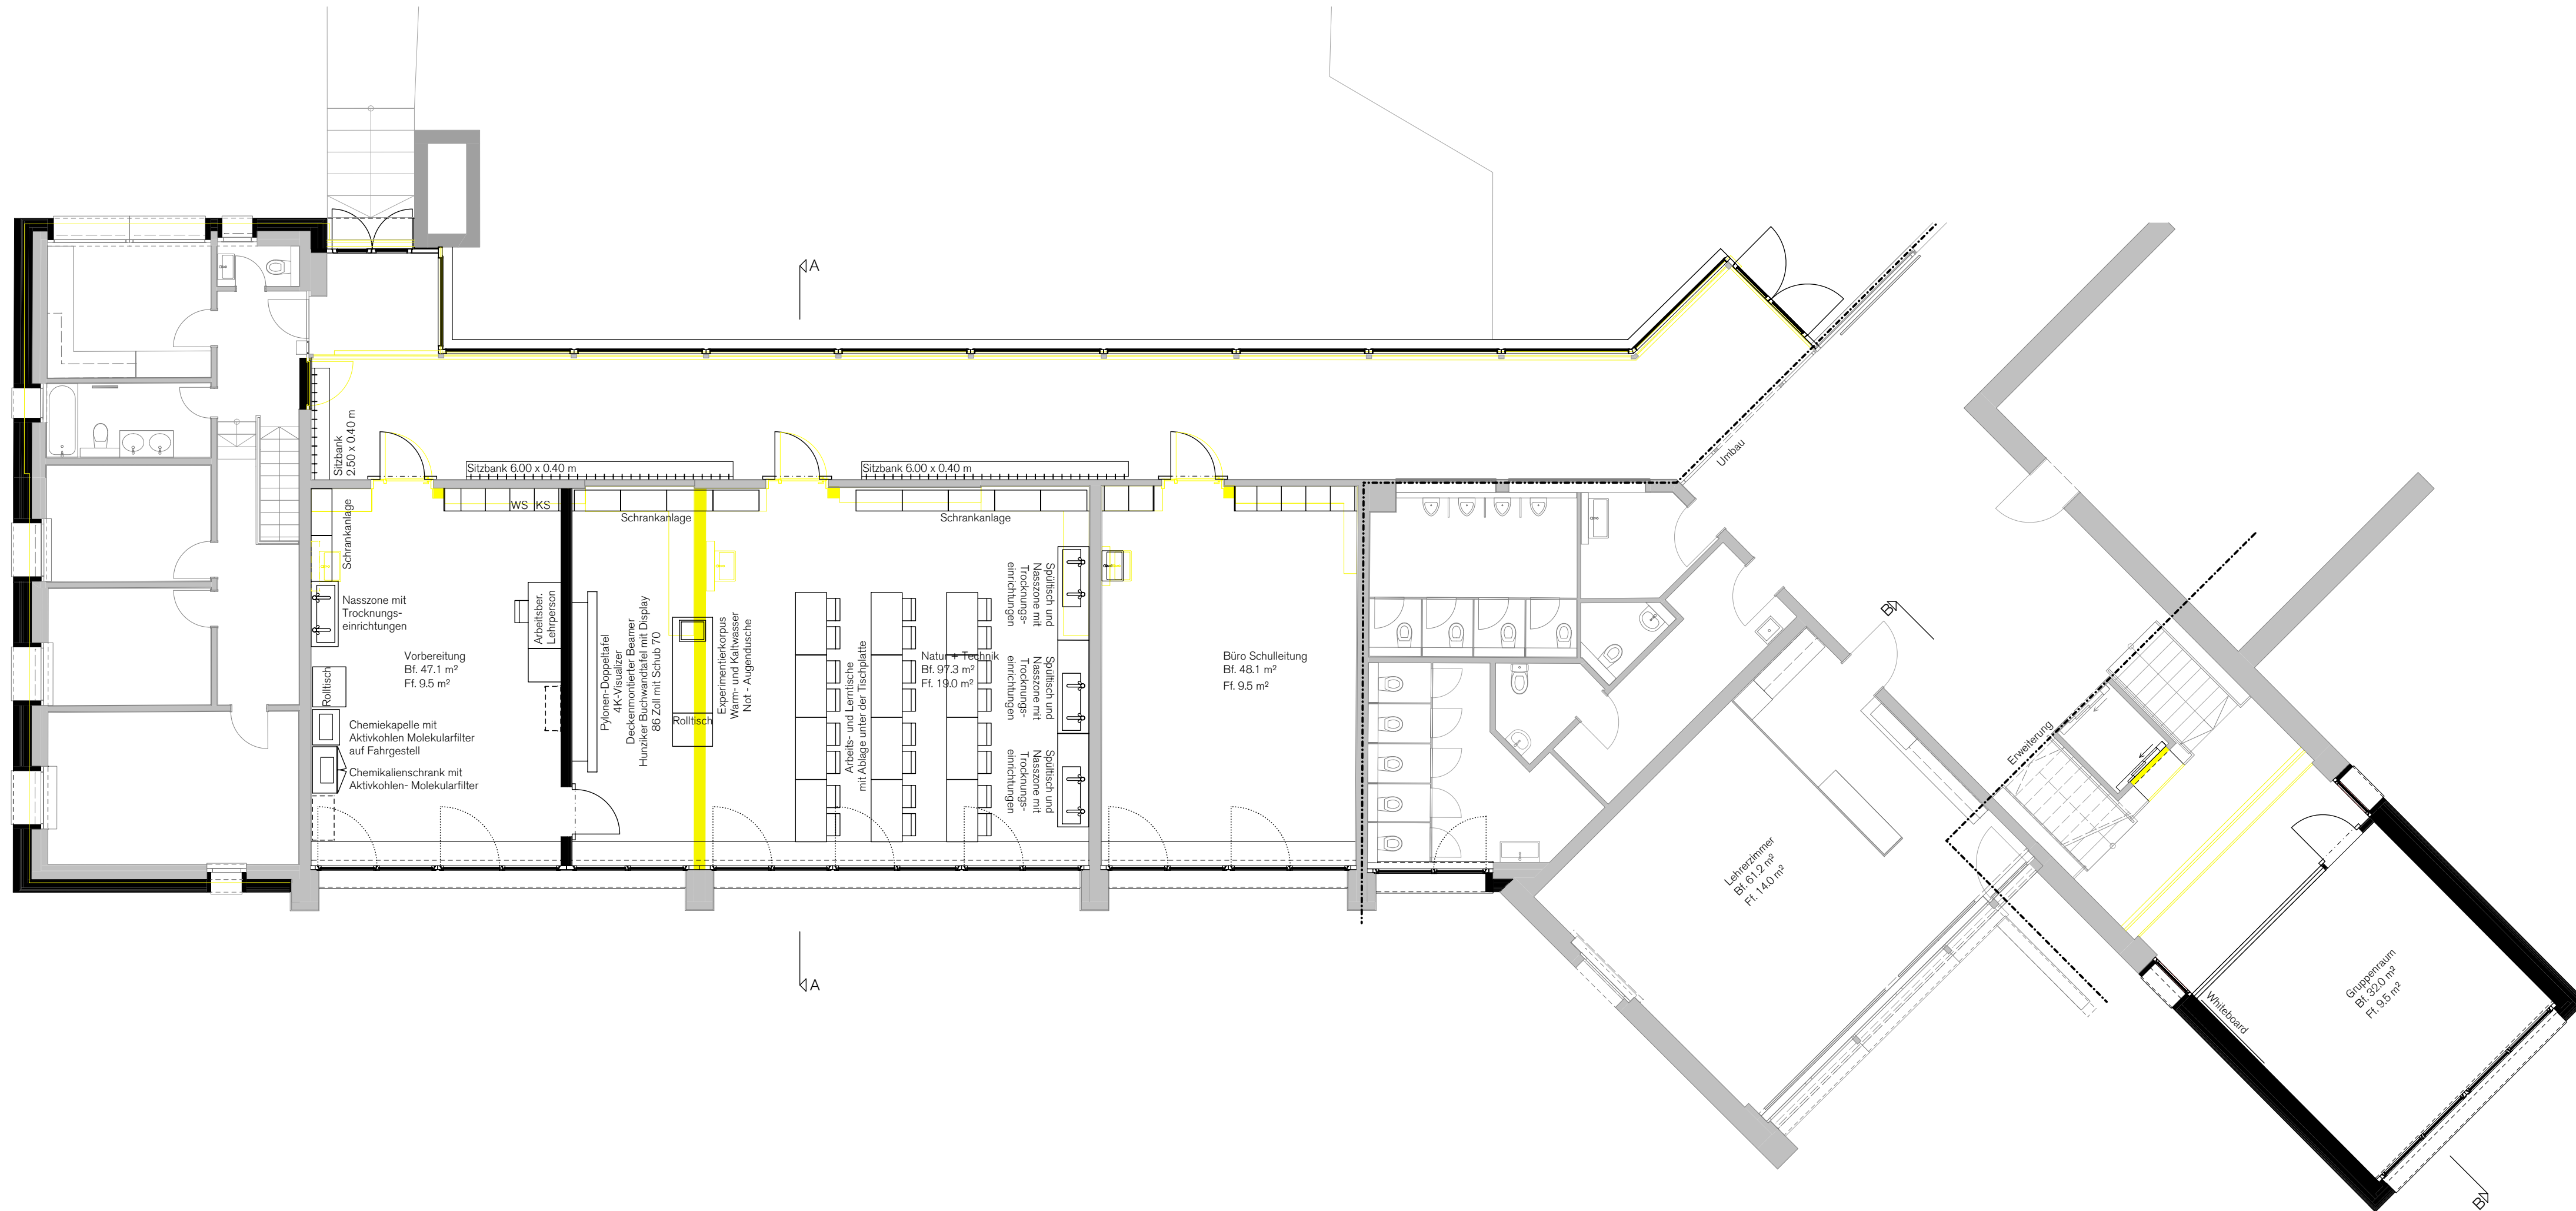 A
Umbau
Sitzbank
2.50 x 0.40 m
Sitzbank 6.00 x 0.40 m
Sitzbank 6.00 x 0.40 m
Schrankanlage
WS
KS
Schrankanlage
Schrankanlage
Nasszone mit
Trocknungs-
einrichtungen
Arbeitsber.
Lehrperson
Vorbereitung
Bf. 47.1 m²
Ff. 9.5 m²
Rolltisch
Chemiekapelle mit
Aktivkohlen Molekularfilter
auf Fahrgestell
Chemikalienschrank mit
Aktivkohlen- Molekularfilter
Pylonen-Doppeltafel
4K-Visualizer
Deckenmontierter Beamer
Hunziker Buchwandtafel mit Display
86 Zoll mit Schub 70
Rolltisch
Experimentierkorpus
Warm- und Kaltwasser
Not - Augendusche
Arbeits- und Lerntische
mit Ablage unter der Tischplatte
Natur + Technik
Bf. 97.3 m²
Ff. 19.0 m²
Spültisch und
Nasszone mit
Trocknungs-
einrichtungen
Spültisch und
Nasszone mit
Trocknungs-
einrichtungen
Spültisch und
Nasszone mit
Trocknungs-
einrichtungen
Büro Schulleitung
Bf. 48.1 m²
Ff. 9.5 m²
B
Erweiterung
Lehrerzimmer
Bf. 61.2 m²
Ff. 14.0 m²
Whiteboard
Gruppenraum
Bf. 32.0 m²
Ff. 9.5 m²
A
B